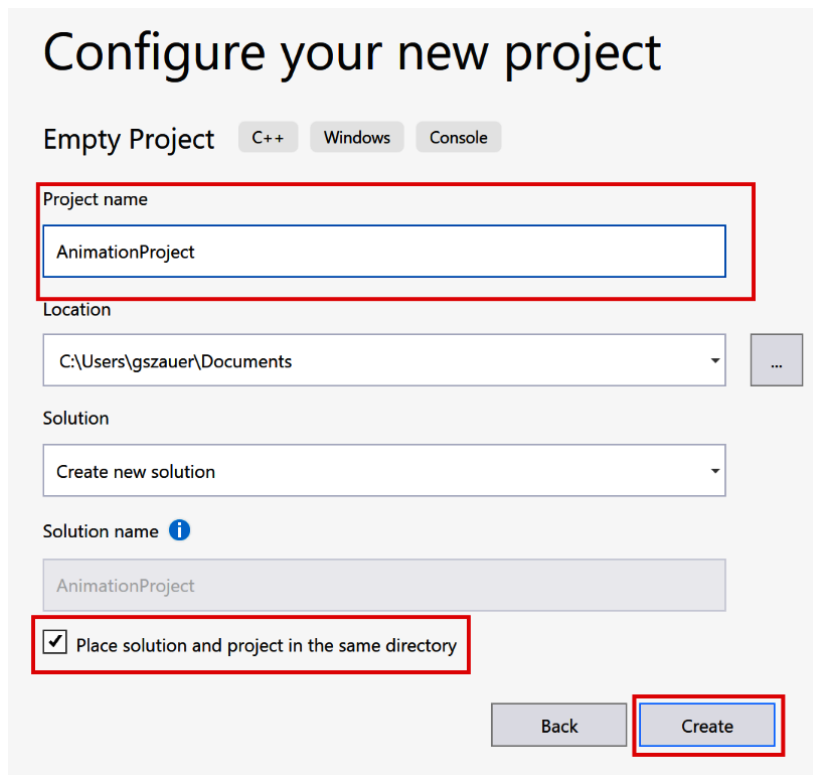 Configure your new project
Empty Project C++ Windows Console
Project name
AnimationProject
Location
C:\Users\gszauer\Documents
...
Solution
Create new solution
Solution name
AnimationProject
Place solution and project in the same directory
Back Create